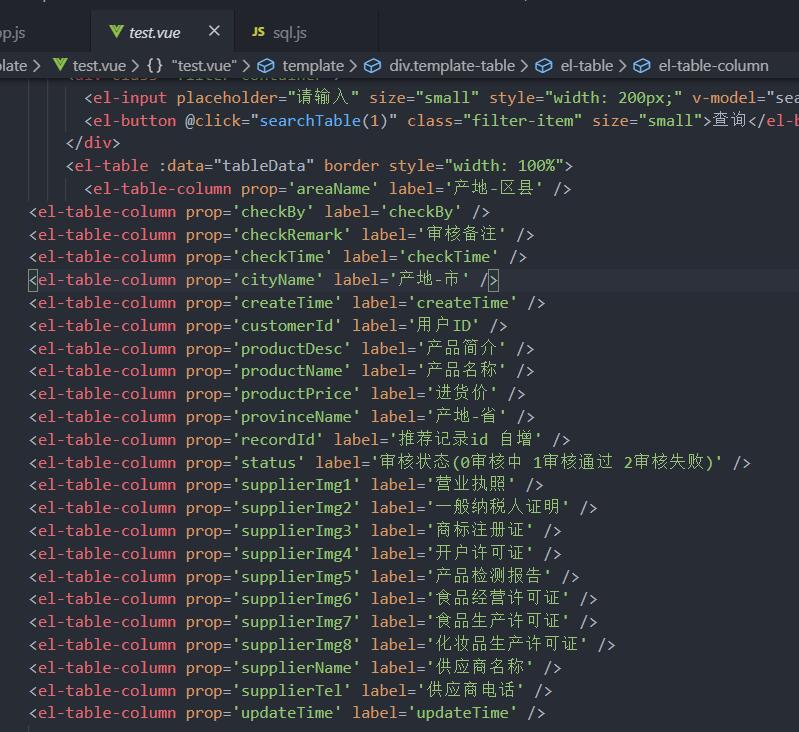 pp.js test.vue JS sql.js
plate > test.vue > {} "test.vue" > template > div.template-table > el-table > el-table-column
<div class="filter-container">
<el-input placeholder="请输入" size="small" style="width: 200px;" v-model="sea
<el-button @click="searchTable(1)" class="filter-item" size="small">查询</el-b
</div>
<el-table :data="tableData" border style="width: 100%">
<el-table-column prop='areaName' label='产地-区县' />
<el-table-column prop='checkBy' label='checkBy' />
<el-table-column prop='checkRemark' label='审核备注' />
<el-table-column prop='checkTime' label='checkTime' />
<el-table-column prop='cityName' label='产地-市' />
<el-table-column prop='createTime' label='createTime' />
<el-table-column prop='customerId' label='用户ID' />
<el-table-column prop='productDesc' label='产品简介' />
<el-table-column prop='productName' label='产品名称' />
<el-table-column prop='productPrice' label='进货价' />
<el-table-column prop='provinceName' label='产地-省' />
<el-table-column prop='recordId' label='推荐记录id 自增' />
<el-table-column prop='status' label='审核状态(0审核中 1审核通过 2审核失败)' />
<el-table-column prop='supplierImg1' label='营业执照' />
<el-table-column prop='supplierImg2' label='一般纳税人证明' />
<el-table-column prop='supplierImg3' label='商标注册证' />
<el-table-column prop='supplierImg4' label='开户许可证' />
<el-table-column prop='supplierImg5' label='产品检测报告' />
<el-table-column prop='supplierImg6' label='食品经营许可证' />
<el-table-column prop='supplierImg7' label='食品生产许可证' />
<el-table-column prop='supplierImg8' label='化妆品生产许可证' />
<el-table-column prop='supplierName' label='供应商名称' />
<el-table-column prop='supplierTel' label='供应商电话' />
<el-table-column prop='updateTime' label='updateTime' />